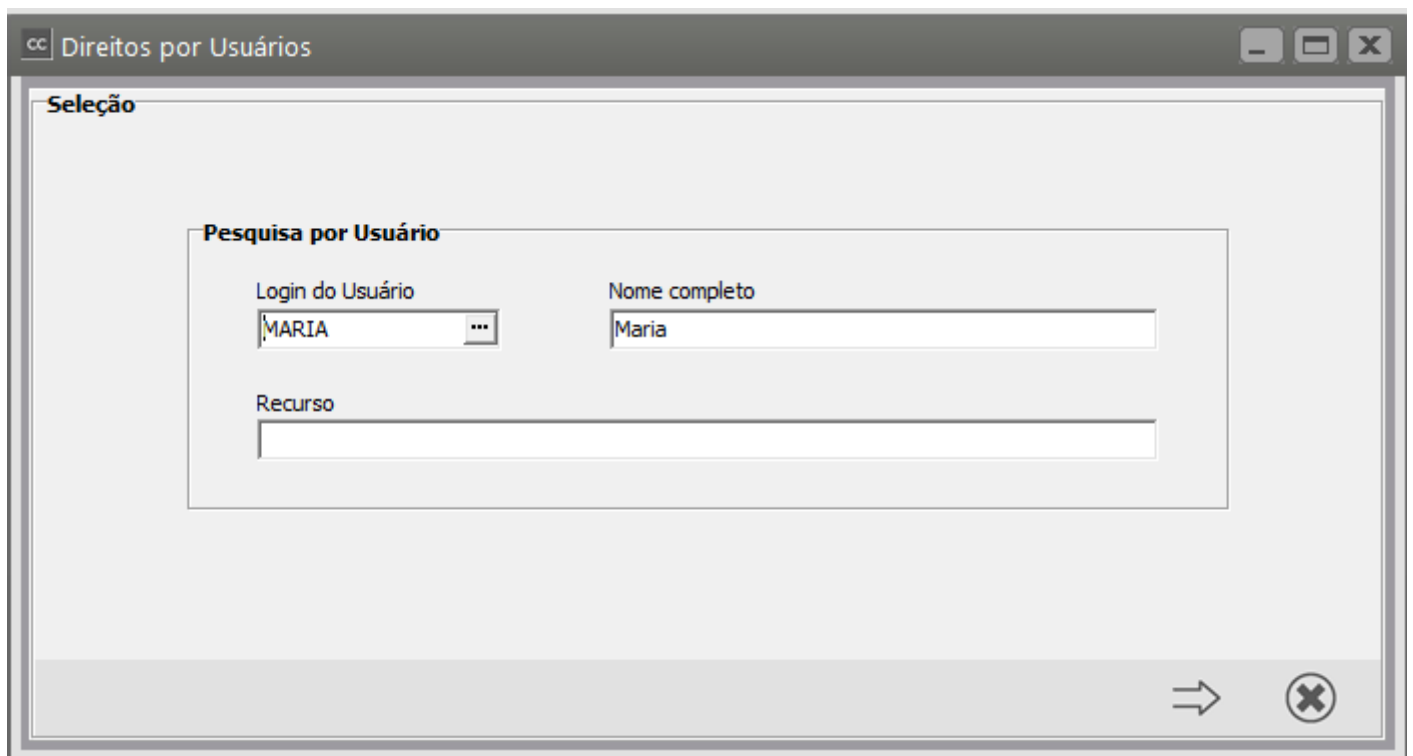 cc Direitos por Usuários
Seleção
Pesquisa por Usuário
Login do Usuário Nome completo
MARIA ... Maria
Recurso